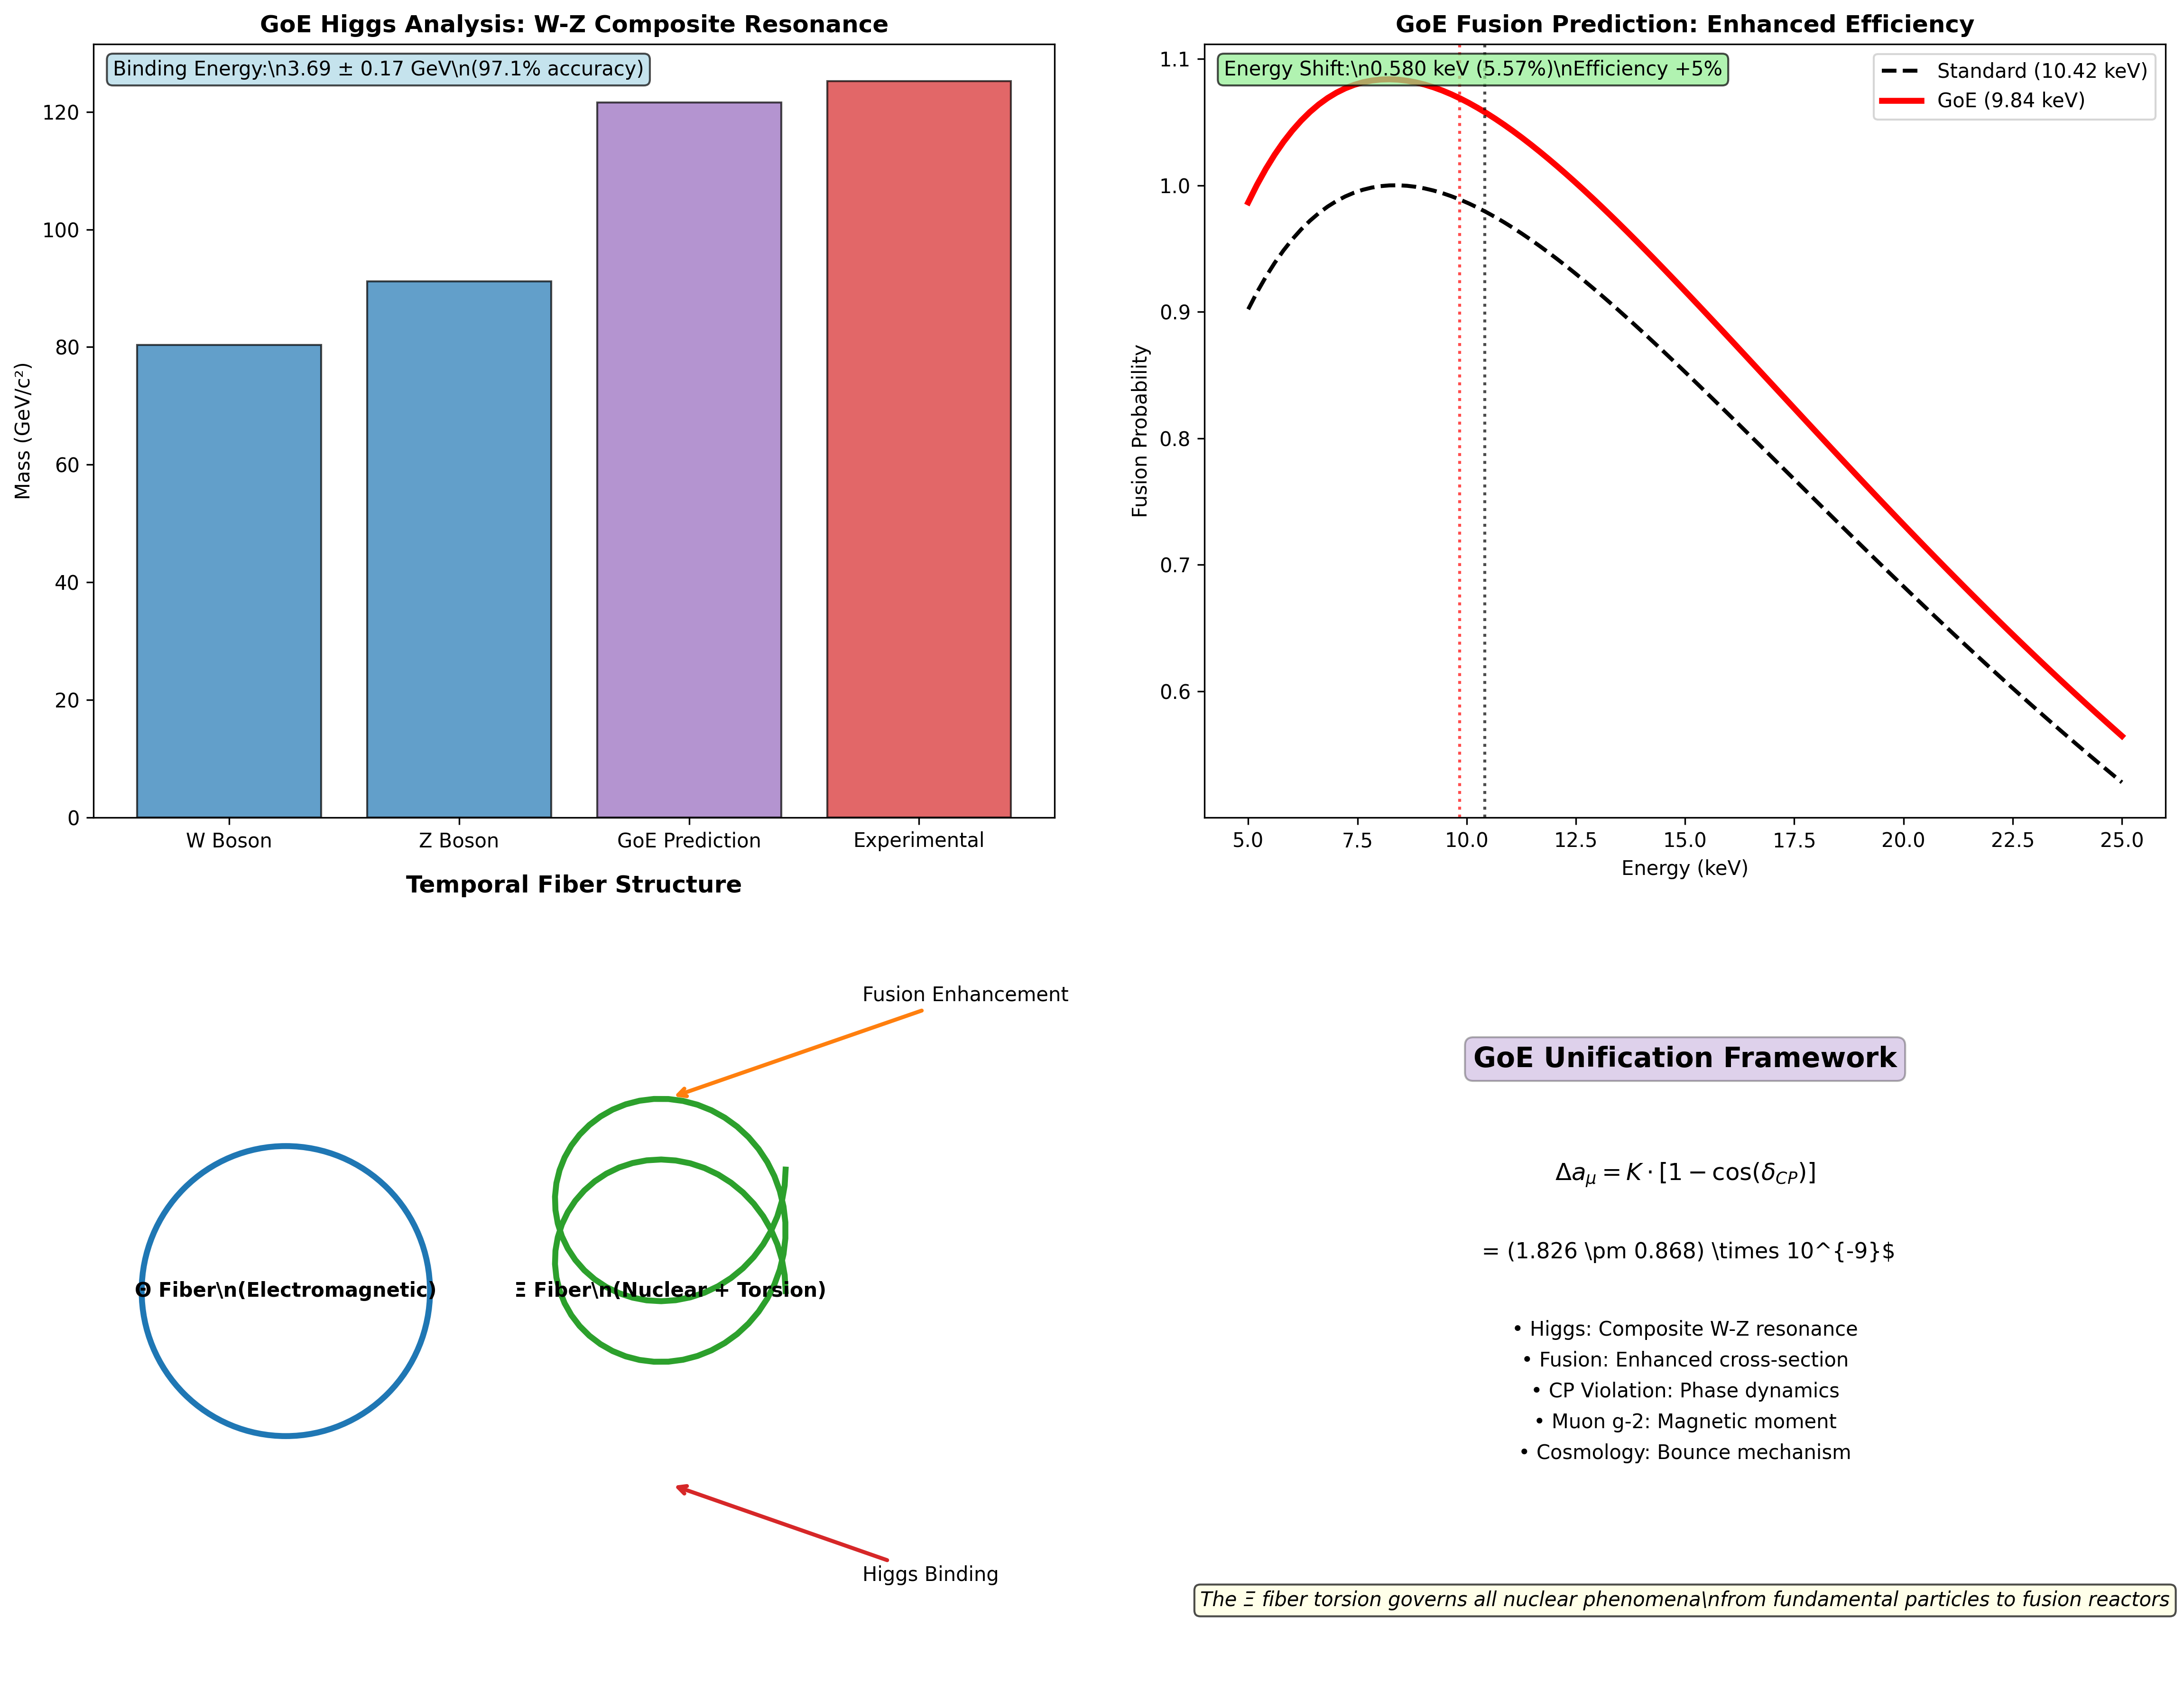 GoE Higgs Analysis: W-Z Composite Resonance
Binding Energy:\n3.69 ± 0.17 GeV\n(97.1% accuracy)
Mass (GeV/c²)
120
100
80
60
40
20
0
W Boson
Z Boson
GoE Prediction
Experimental
GoE Fusion Prediction: Enhanced Efficiency
Energy Shift:\n0.580 keV (5.57%)\nEfficiency +5%
Standard (10.42 keV)
GoE (9.84 keV)
Fusion Probability
1.1
1.0
0.9
0.8
0.7
0.6
5.0
7.5
10.0
12.5
15.0
17.5
20.0
22.5
25.0
Energy (keV)
Temporal Fiber Structure
Fusion Enhancement
Θ Fiber\n(Electromagnetic)
Ξ Fiber\n(Nuclear + Torsion)
Higgs Binding
GoE Unification Framework
Δa_μ = K · [1 − cos(δ_CP)]
= (1.826 \pm 0.868) \times 10^{-9}$
• Higgs: Composite W-Z resonance
• Fusion: Enhanced cross-section
• CP Violation: Phase dynamics
• Muon g-2: Magnetic moment
• Cosmology: Bounce mechanism
The Ξ fiber torsion governs all nuclear phenomena\nfrom fundamental particles to fusion reactors